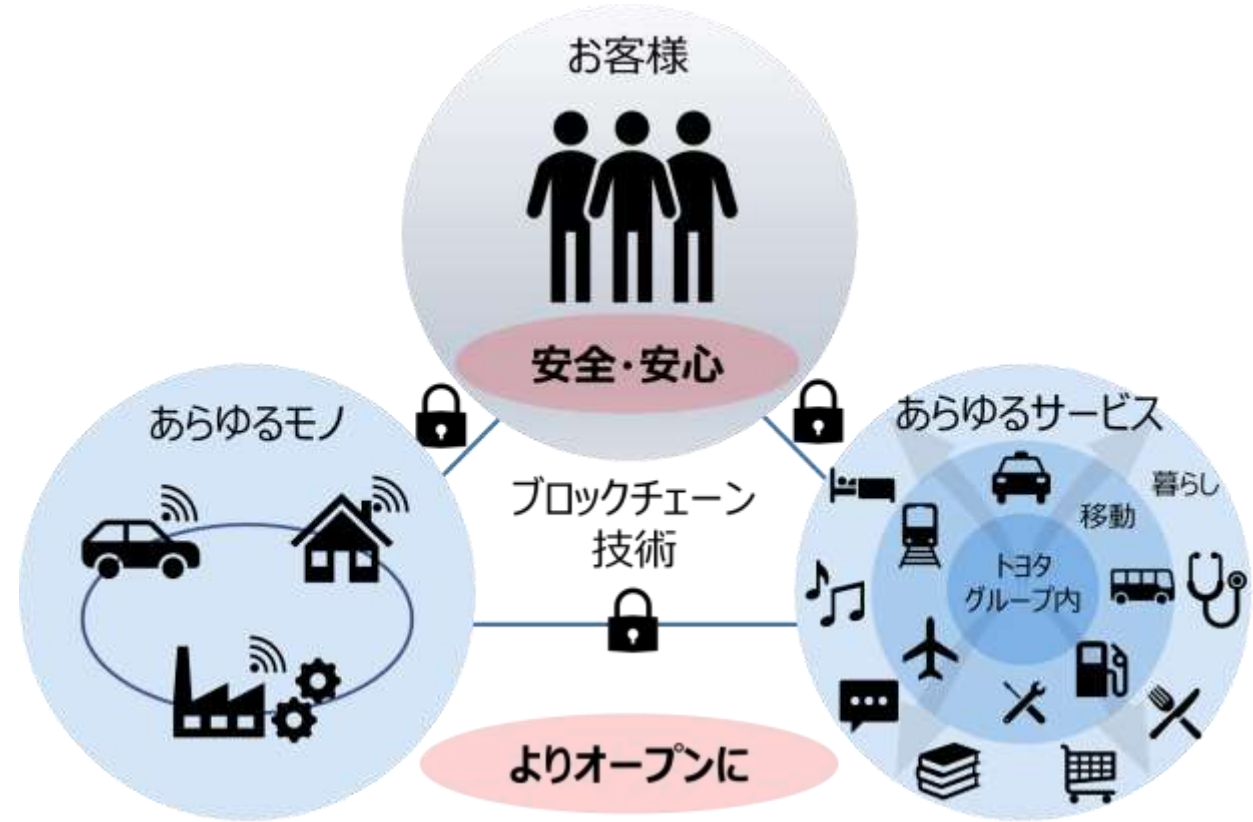 お客様
安全・安心
あらゆるモノ
あらゆるサービス
暮らし
移動
ブロックチェーン
技術
トヨタ
グループ内
よりオープンに